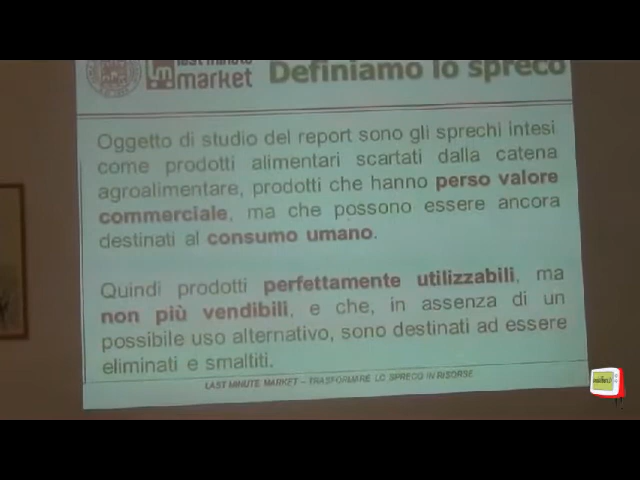 last minute
market
Definiamo lo spreco
Oggetto di studio del report sono gli sprechi intesi
come prodotti alimentari scartati dalla catena
agroalimentare, prodotti che hanno perso valore
commerciale, ma che possono essere ancora
destinati al consumo umano.
Quindi prodotti perfettamente utilizzabili, ma
non più vendibili, e che, in assenza di un
possibile uso alternativo, sono destinati ad essere
eliminati e smaltiti.
LAST MINUTE MARKET – TRASFORMARE LO SPRECO IN RISORSE